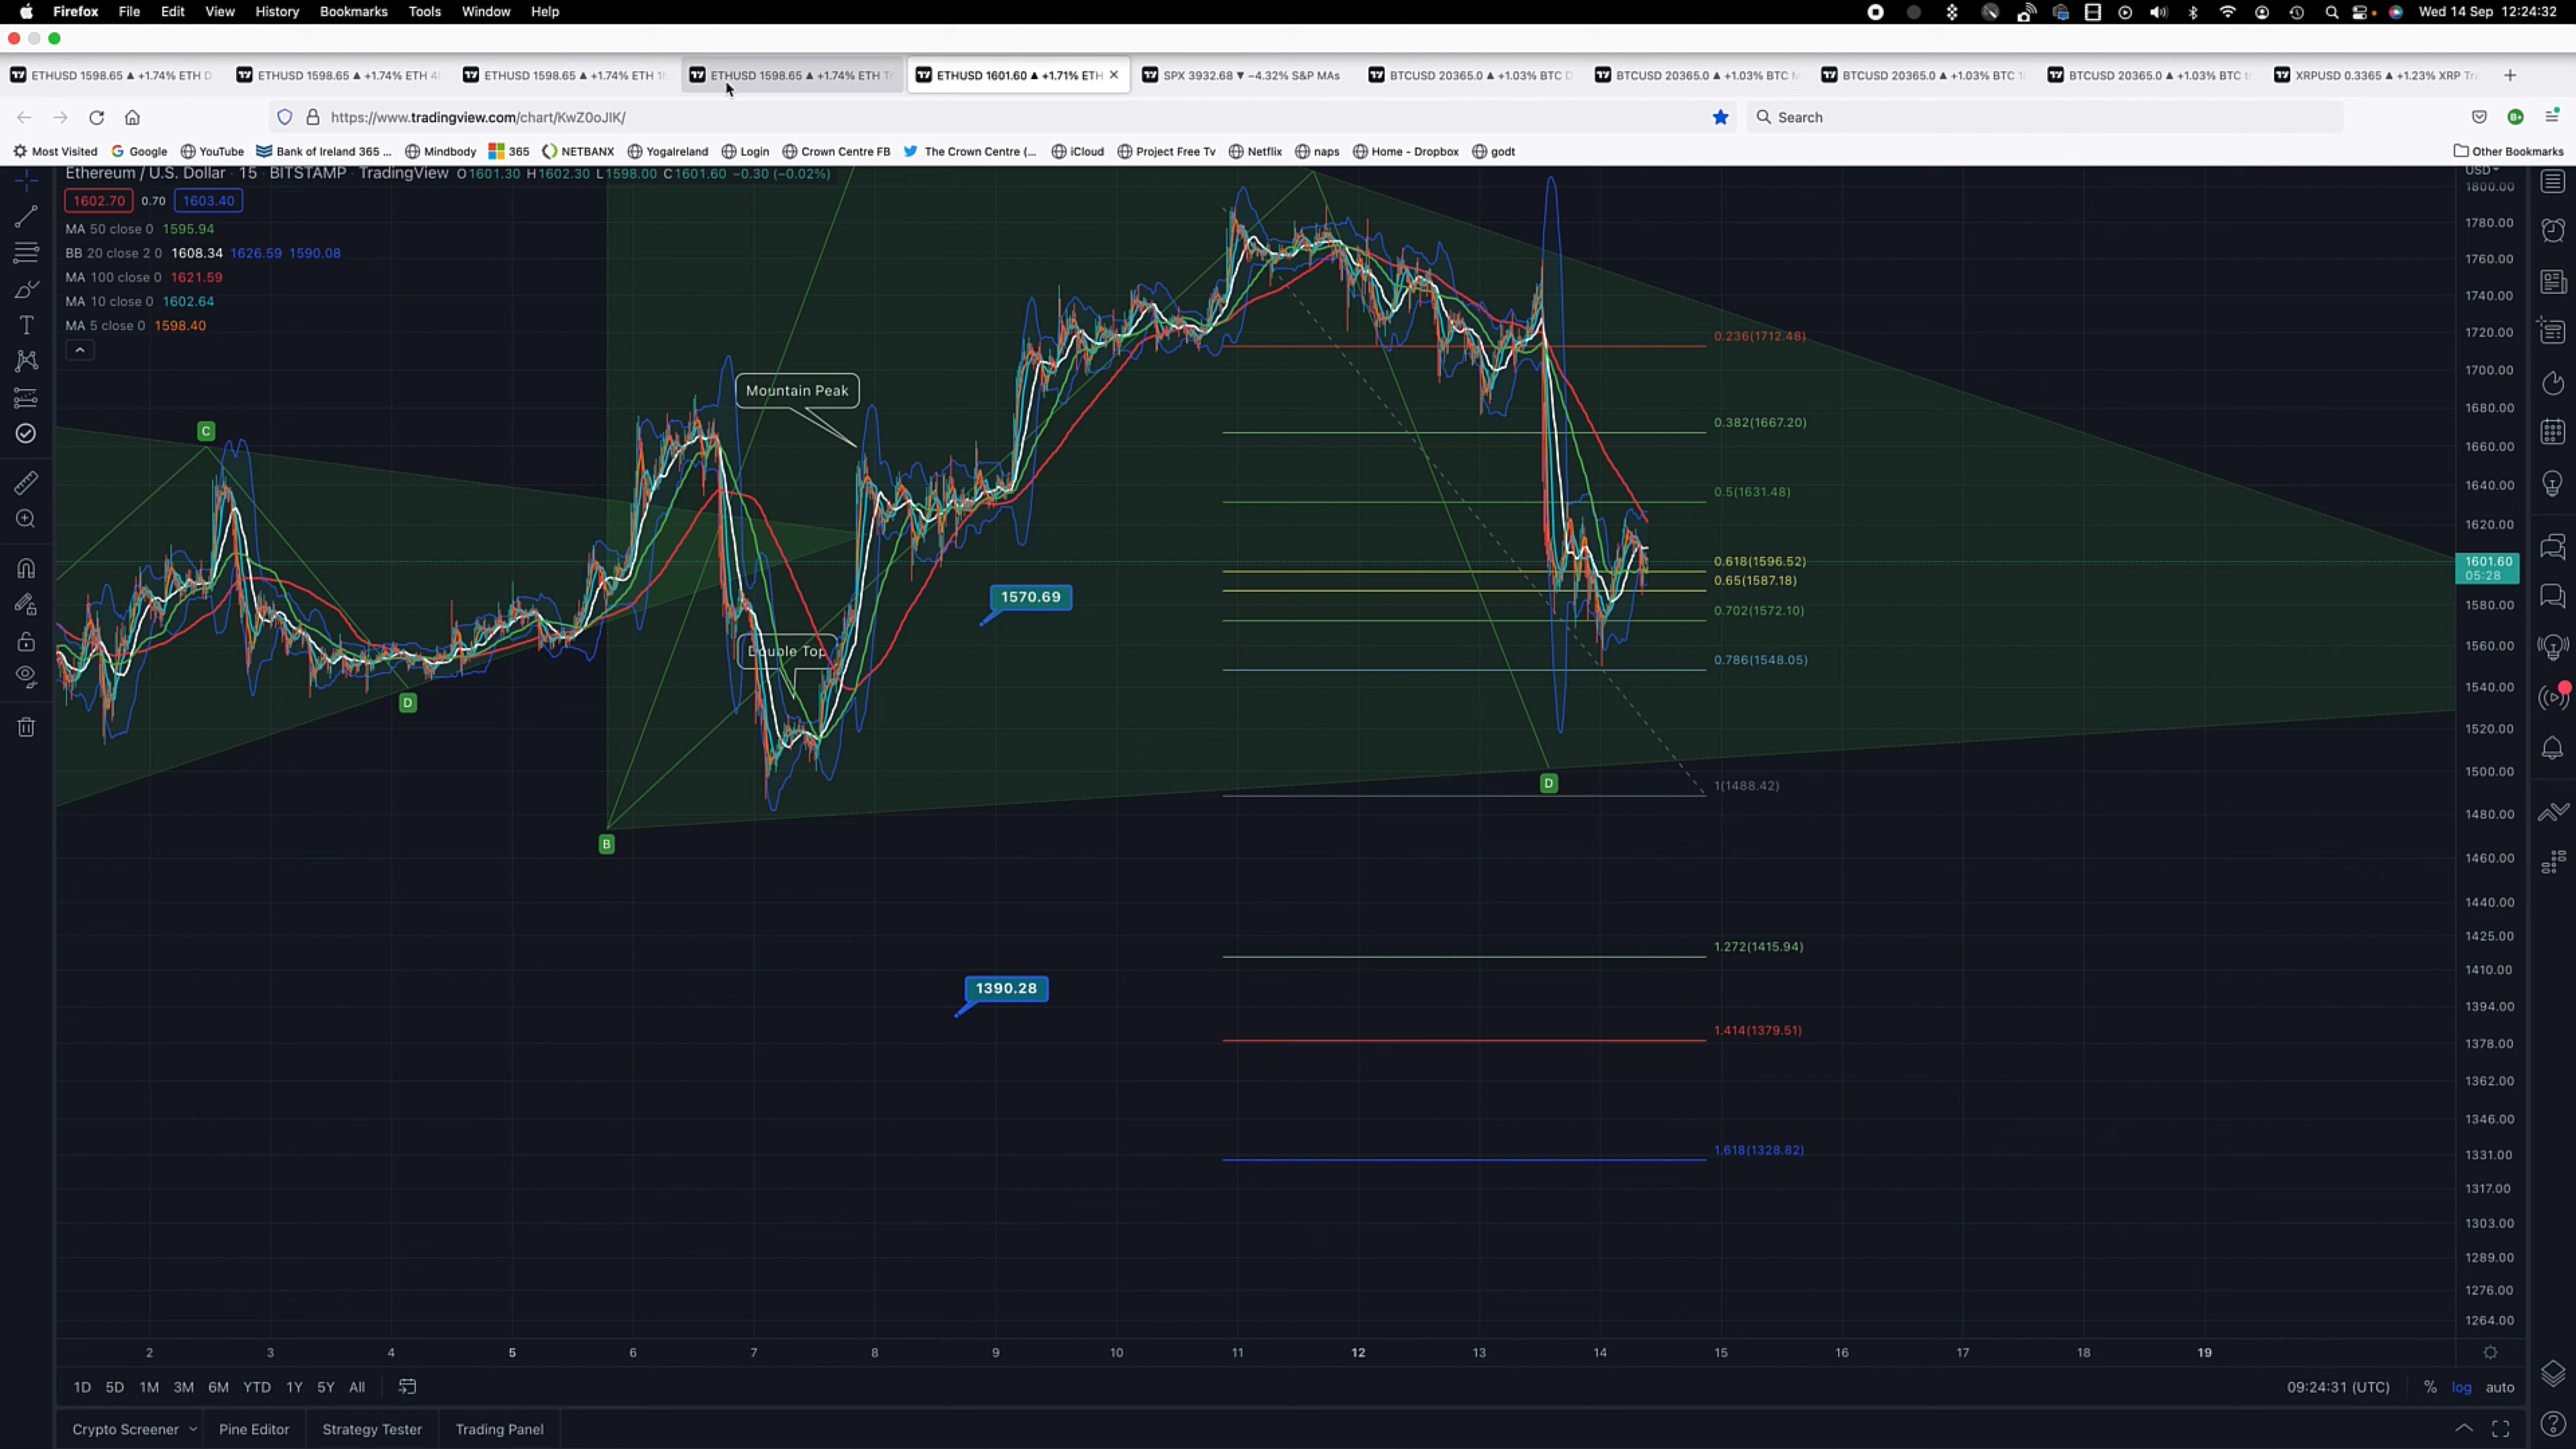 Firefox File Edit View History Bookmarks Tools Window Help Wed 14 Sep 12:24:32
ETHUSD 1598.65 ▲ +1.74% ETH D ETHUSD 1598.65 ▲ +1.74% ETH 4 ETHUSD 1598.65 ▲ +1.74% ETH 1h ETHUSD 1598.65 ▲ +1.74% ETH Tr ETHUSD 1601.60 ▲ +1.71% ETH SPX 3932.68 ▼ −4.32% S&P MAs BTCUSD 20365.0 ▲ +1.03% BTC D BTCUSD 20365.0 ▲ +1.03% BTC BTCUSD 20365.0 ▲ +1.03% BTC 1 BTCUSD 20365.0 ▲ +1.03% BTC t XRPUSD 0.3365 ▲ +1.23% XRP Tra
https://www.tradingview.com/chart/KwZ0oJIK/ Search
Most Visited Google YouTube Bank of Ireland 365 ... Mindbody 365 NETBANX YogaIreland Login Crown Centre FB The Crown Centre (... iCloud Project Free Tv Netflix naps Home - Dropbox godt Other Bookmarks
Ethereum / U.S. Dollar · 15 · BITSTAMP · TradingView O1601.30 H1602.30 L1598.00 C1601.60 −0.30 (−0.02%)
USD
1602.70 0.70 1603.40
MA 50 close 0 1595.94
BB 20 close 2 0 1608.34 1626.59 1590.08
MA 100 close 0 1621.59
MA 10 close 0 1602.64
MA 5 close 0 1598.40
Mountain Peak
Double Top
C
D
B
D
1570.69
1390.28
0.236(1712.48)
0.382(1667.20)
0.5(1631.48)
0.618(1596.52)
0.65(1587.18)
0.702(1572.10)
0.786(1548.05)
1(1488.42)
1.272(1415.94)
1.414(1379.51)
1.618(1328.82)
1800.00
1780.00
1760.00
1740.00
1720.00
1700.00
1680.00
1660.00
1640.00
1620.00
1601.60
05:28
1580.00
1560.00
1540.00
1520.00
1500.00
1480.00
1460.00
1440.00
1425.00
1410.00
1394.00
1378.00
1362.00
1346.00
1331.00
1317.00
1303.00
1289.00
1276.00
1264.00
2 3 4 5 6 7 8 9 10 11 12 13 14 15 16 17 18 19
1D 5D 1M 3M 6M YTD 1Y 5Y All 09:24:31 (UTC) % log auto
Crypto Screener Pine Editor Strategy Tester Trading Panel